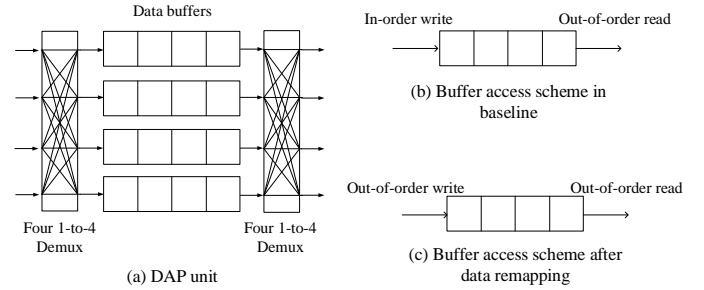 Data buffers
Four 1-to-4
Demux
Four 1-to-4
Demux
(a) DAP unit
In-order write
Out-of-order read
(b) Buffer access scheme in
baseline
Out-of-order write
Out-of-order read
(c) Buffer access scheme after
data remapping